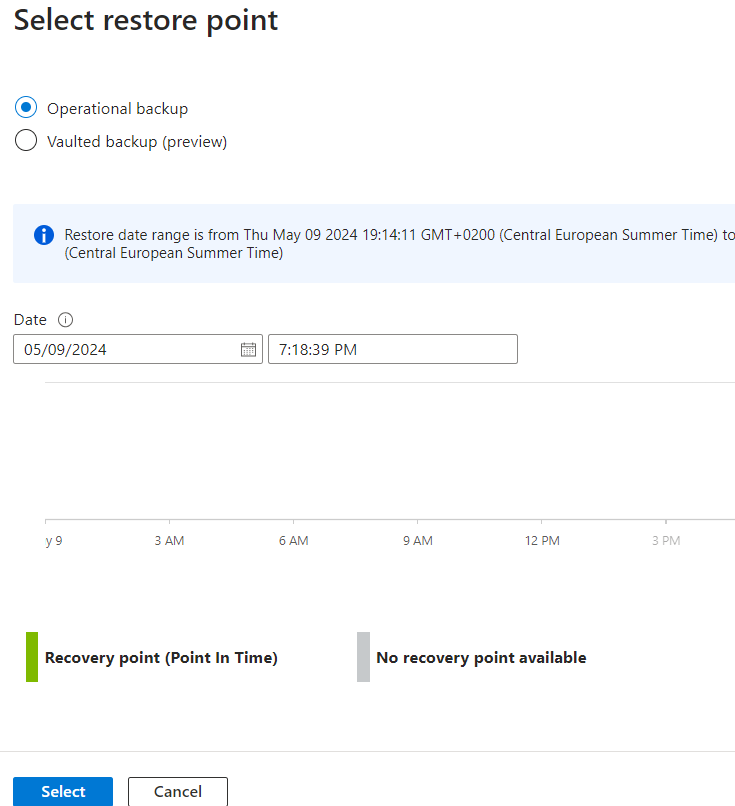 Select restore point
Operational backup
Vaulted backup (preview)
Restore date range is from Thu May 09 2024 19:14:11 GMT+0200 (Central European Summer Time) to
(Central European Summer Time)
Date
05/09/2024
7:18:39 PM
y 9
3 AM
6 AM
9 AM
12 PM
3 PM
Recovery point (Point In Time)
No recovery point available
Select
Cancel